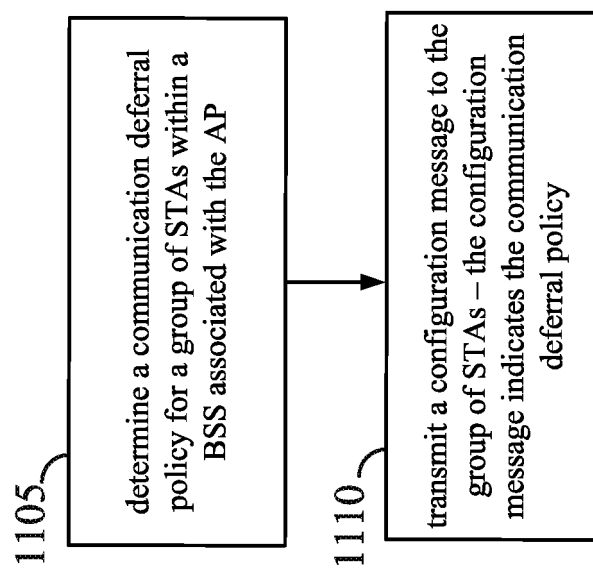 1105
determine a communication deferral
policy for a group of STAs within a
BSS associated with the AP
1110
transmit a configuration message to the
group of STAs – the configuration
message indicates the communication
deferral policy